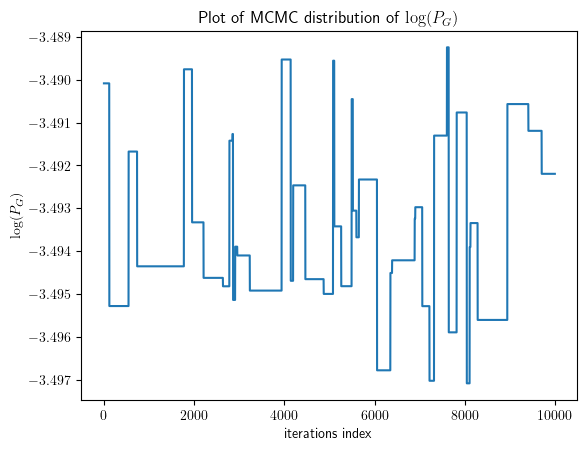 Plot of MCMC distribution of log(P_G)
−3.489
−3.490
−3.491
−3.492
−3.493
−3.494
−3.495
−3.496
−3.497
log(P_G)
0 2000 4000 6000 8000 10000
iterations index